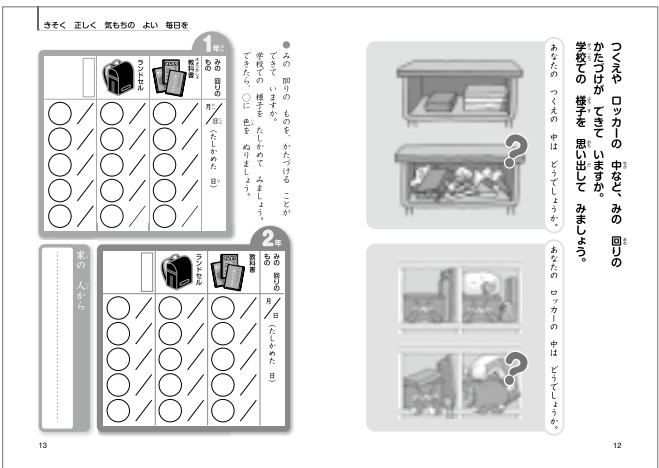 きそく 正しく 気もちの よい 毎日を
つくえや ロッカーの 中など、みの 回りの
かたづけが できて いますか。
学校での 様子を 思い出して みましょう。
あなたの つくえの 中は どうでしょうか。
?
あなたの ロッカーの 中は どうでしょうか。
?
12
● みの 回りの ものを、かたづける ことが
できて いますか。
学校での 様子を たしかめて みましょう。
できたら、○に 色を ぬりましょう。
1年
みの 回りの
もの
月/日(たしかめた 日)
教科書
ランドセル
2年
みの 回りの
もの
月/日(たしかめた 日)
教科書
ランドセル
家の 人から
13